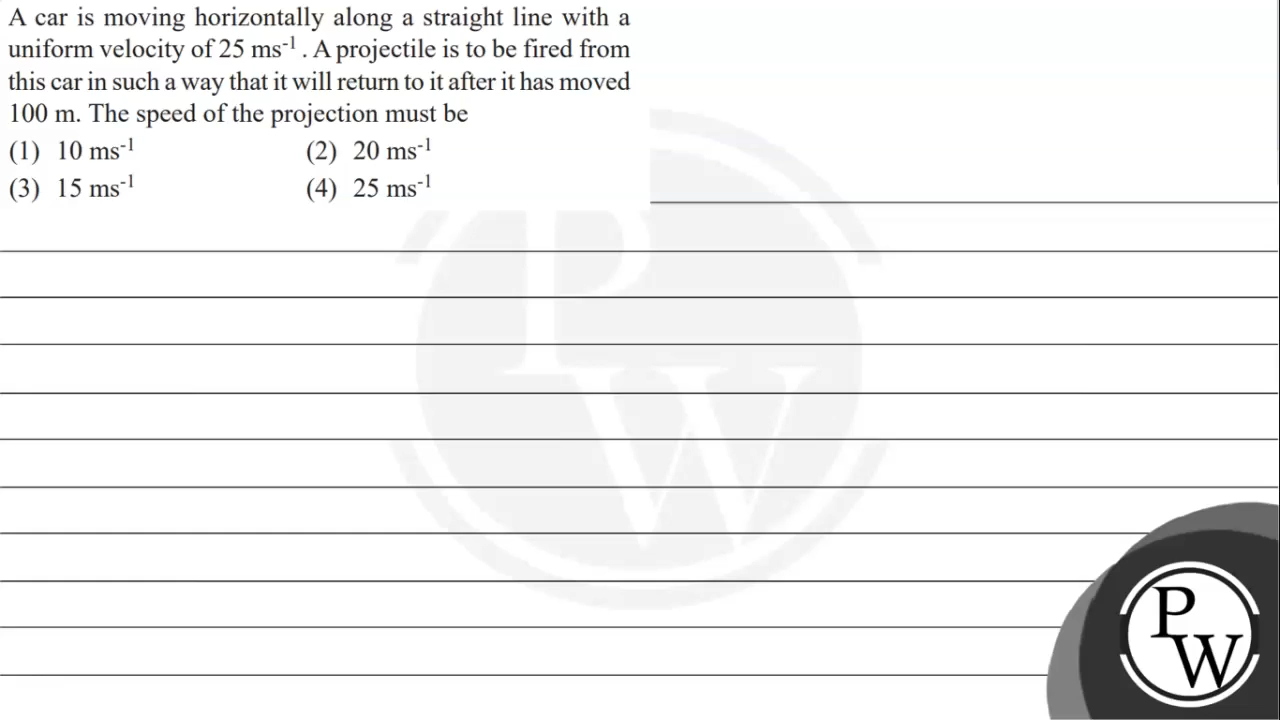 A car is moving horizontally along a straight line with a
uniform velocity of 25 ms⁻¹ . A projectile is to be fired from
this car in such a way that it will return to it after it has moved
100 m. The speed of the projection must be
(1) 10 ms⁻¹ (2) 20 ms⁻¹
(3) 15 ms⁻¹ (4) 25 ms⁻¹
P
W
P
W